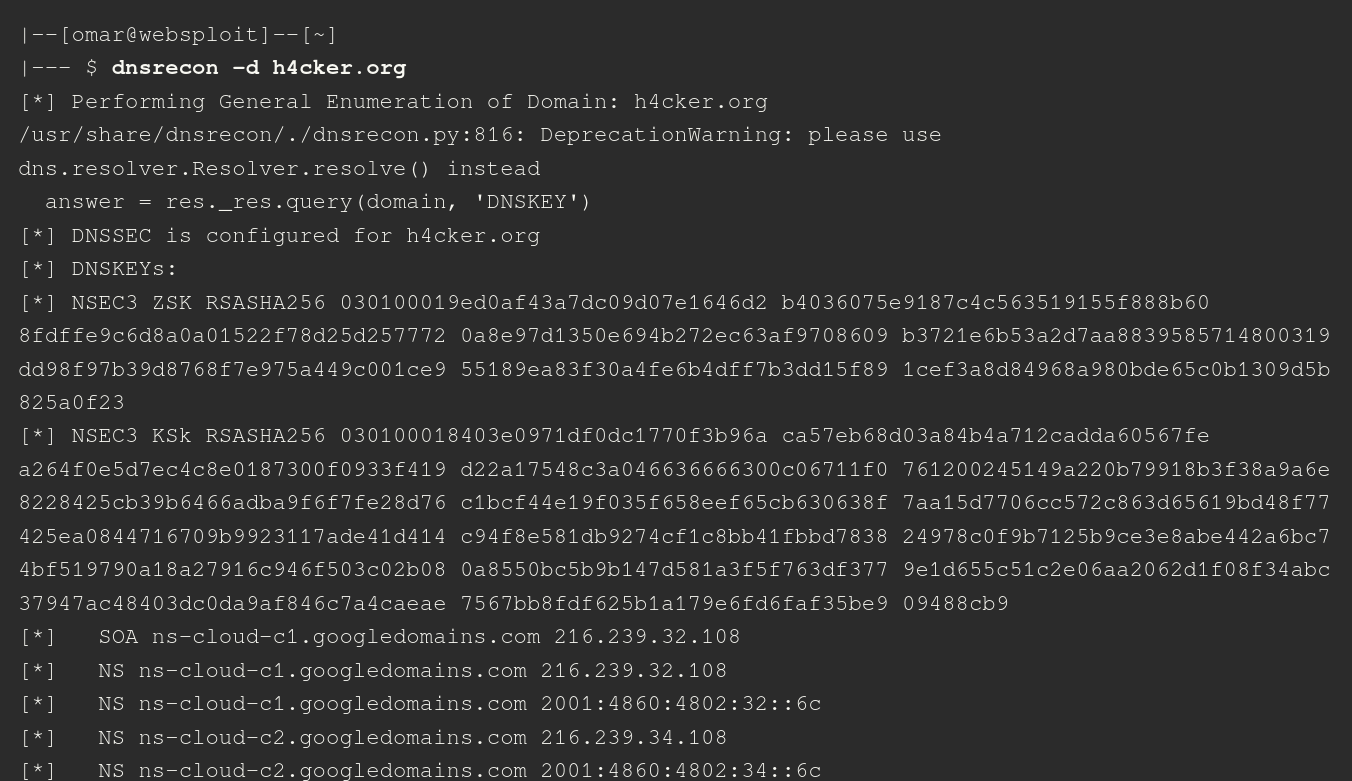 |--[omar@websploit]--[~]
|--- $ dnsrecon -d h4cker.org
[*] Performing General Enumeration of Domain: h4cker.org
/usr/share/dnsrecon/./dnsrecon.py:816: DeprecationWarning: please use
dns.resolver.Resolver.resolve() instead
  answer = res._res.query(domain, 'DNSKEY')
[*] DNSSEC is configured for h4cker.org
[*] DNSKEYs:
[*] NSEC3 ZSK RSASHA256 030100019ed0af43a7dc09d07e1646d2 b4036075e9187c4c563519155f888b60
8fdffe9c6d8a0a01522f78d25d257772 0a8e97d1350e694b272ec63af9708609 b3721e6b53a2d7aa8839585714800319
dd98f97b39d8768f7e975a449c001ce9 55189ea83f30a4fe6b4dff7b3dd15f89 1cef3a8d84968a980bde65c0b1309d5b
825a0f23
[*] NSEC3 KSk RSASHA256 030100018403e0971df0dc1770f3b96a ca57eb68d03a84b4a712cadda60567fe
a264f0e5d7ec4c8e0187300f0933f419 d22a17548c3a046636666300c06711f0 761200245149a220b79918b3f38a9a6e
8228425cb39b6466adba9f6f7fe28d76 c1bcf44e19f035f658eef65cb630638f 7aa15d7706cc572c863d65619bd48f77
425ea0844716709b9923117ade41d414 c94f8e581db9274cf1c8bb41fbbd7838 24978c0f9b7125b9ce3e8abe442a6bc7
4bf519790a18a27916c946f503c02b08 0a8550bc5b9b147d581a3f5f763df377 9e1d655c51c2e06aa2062d1f08f34abc
37947ac48403dc0da9af846c7a4caeae 7567bb8fdf625b1a179e6fd6faf35be9 09488cb9
[*]   SOA ns-cloud-c1.googledomains.com 216.239.32.108
[*]   NS ns-cloud-c1.googledomains.com 216.239.32.108
[*]   NS ns-cloud-c1.googledomains.com 2001:4860:4802:32::6c
[*]   NS ns-cloud-c2.googledomains.com 216.239.34.108
[*]   NS ns-cloud-c2.googledomains.com 2001:4860:4802:34::6c